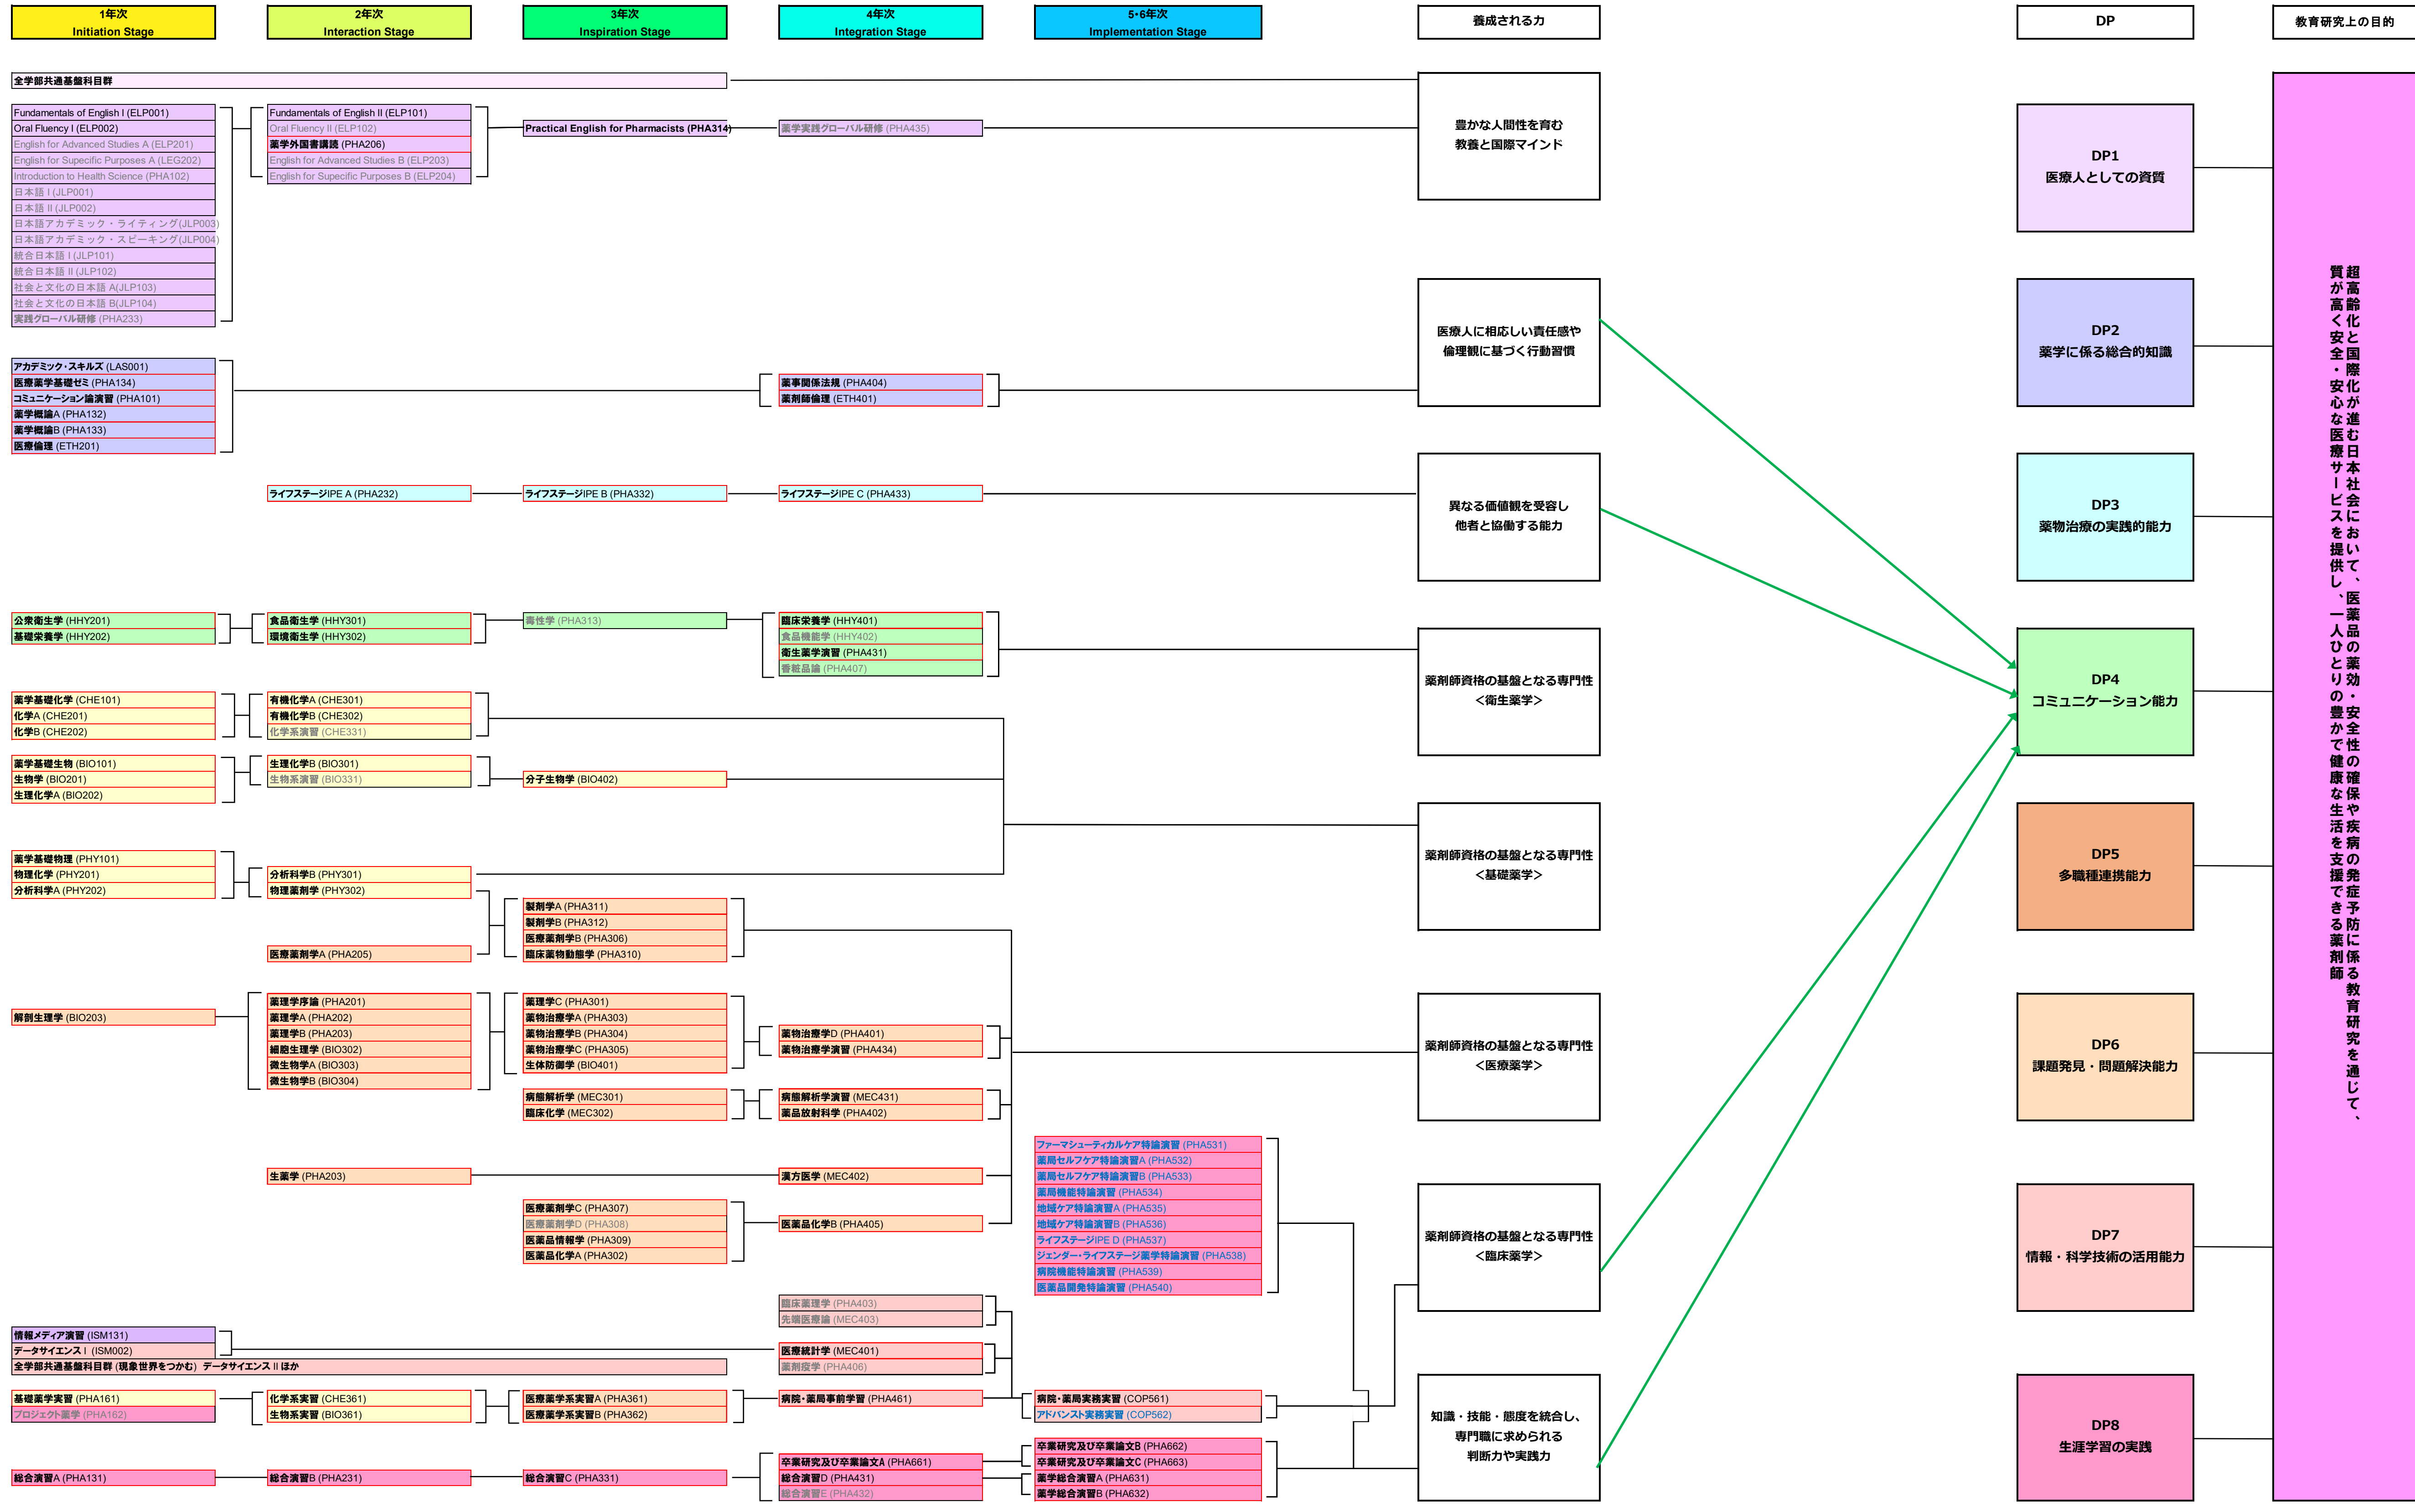 1年次
Initiation Stage
2年次
Interaction Stage
3年次
Inspiration Stage
4年次
Integration Stage
5・6年次
Implementation Stage
養成される力
DP
教育研究上の目的
全学部共通基盤科目群
Fundamentals of English I (ELP001)
Oral Fluency I (ELP002)
English for Advanced Studies A (ELP201)
English for Supecific Purposes A (LEG202)
Introduction to Health Science (PHA102)
日本語 I (JLP001)
日本語 II (JLP002)
日本語アカデミック・ライティング(JLP003)
日本語アカデミック・スピーキング(JLP004)
統合日本語 I (JLP101)
統合日本語 II (JLP102)
社会と文化の日本語 A(JLP103)
社会と文化の日本語 B(JLP104)
実践グローバル研修 (PHA233)
Fundamentals of English II (ELP101)
Oral Fluency II (ELP102)
薬学外国書講読 (PHA206)
English for Advanced Studies B (ELP203)
English for Supecific Purposes B (ELP204)
Practical English for Pharmacists (PHA314)
薬学実践グローバル研修 (PHA435)
豊かな人間性を育む
教養と国際マインド
アカデミック・スキルズ (LAS001)
医療薬学基礎ゼミ (PHA134)
コミュニケーション論演習 (PHA101)
薬学概論A (PHA132)
薬学概論B (PHA133)
医療倫理 (ETH201)
薬事関係法規 (PHA404)
薬剤師倫理 (ETH401)
医療人に相応しい責任感や
倫理観に基づく行動習慣
ライフステージIPE A (PHA232)
ライフステージIPE B (PHA332)
ライフステージIPE C (PHA433)
異なる価値観を受容し
他者と協働する能力
公衆衛生学 (HHY201)
基礎栄養学 (HHY202)
食品衛生学 (HHY301)
環境衛生学 (HHY302)
毒性学 (PHA313)
臨床栄養学 (HHY401)
食品機能学 (HHY402)
衛生薬学演習 (PHA431)
香粧品論 (PHA407)
薬剤師資格の基盤となる専門性
＜衛生薬学＞
薬学基礎化学 (CHE101)
化学A (CHE201)
化学B (CHE202)
有機化学A (CHE301)
有機化学B (CHE302)
化学系演習 (CHE331)
薬学基礎生物 (BIO101)
生物学 (BIO201)
生理化学A (BIO202)
生理化学B (BIO301)
生物系演習 (BIO331)
分子生物学 (BIO402)
薬学基礎物理 (PHY101)
物理化学 (PHY201)
分析科学A (PHY202)
分析科学B (PHY301)
物理薬剤学 (PHY302)
薬剤師資格の基盤となる専門性
＜基礎薬学＞
医療薬剤学A (PHA205)
製剤学A (PHA311)
製剤学B (PHA312)
医療薬剤学B (PHA306)
臨床薬物動態学 (PHA310)
解剖生理学 (BIO203)
薬理学序論 (PHA201)
薬理学A (PHA202)
薬理学B (PHA203)
細胞生理学 (BIO302)
微生物学A (BIO303)
微生物学B (BIO304)
薬理学C (PHA301)
薬物治療学A (PHA303)
薬物治療学B (PHA304)
薬物治療学C (PHA305)
生体防御学 (BIO401)
薬物治療学D (PHA401)
薬物治療学演習 (PHA434)
病態解析学 (MEC301)
臨床化学 (MEC302)
病態解析学演習 (MEC431)
薬品放射科学 (PHA402)
薬剤師資格の基盤となる専門性
＜医療薬学＞
生薬学 (PHA203)
漢方医学 (MEC402)
医療薬剤学C (PHA307)
医療薬剤学D (PHA308)
医薬品情報学 (PHA309)
医薬品化学A (PHA302)
医薬品化学B (PHA405)
ファーマシューティカルケア特論演習 (PHA531)
薬局セルフケア特論演習A (PHA532)
薬局セルフケア特論演習B (PHA533)
薬局機能特論演習 (PHA534)
地域ケア特論演習A (PHA535)
地域ケア特論演習B (PHA536)
ライフステージIPE D (PHA537)
ジェンダー・ライフステージ薬学特論演習 (PHA538)
病院機能特論演習 (PHA539)
医薬品開発特論演習 (PHA540)
薬剤師資格の基盤となる専門性
＜臨床薬学＞
臨床薬理学 (PHA403)
先端医療論 (MEC403)
情報メディア演習 (ISM131)
データサイエンス I (ISM002)
全学部共通基盤科目群 (現象世界をつかむ) データサイエンス II ほか
医療統計学 (MEC401)
薬剤疫学 (PHA406)
基礎薬学実習 (PHA161)
プロジェクト薬学 (PHA162)
化学系実習 (CHE361)
生物系実習 (BIO361)
医療薬学系実習A (PHA361)
医療薬学系実習B (PHA362)
病院・薬局事前学習 (PHA461)
病院・薬局実務実習 (COP561)
アドバンスト実務実習 (COP562)
総合演習A (PHA131)
総合演習B (PHA231)
総合演習C (PHA331)
卒業研究及び卒業論文A (PHA661)
総合演習D (PHA431)
総合演習E (PHA432)
卒業研究及び卒業論文B (PHA662)
卒業研究及び卒業論文C (PHA663)
薬学総合演習A (PHA631)
薬学総合演習B (PHA632)
知識・技能・態度を統合し、
専門職に求められる
判断力や実践力
DP1
医療人としての資質
DP2
薬学に係る総合的知識
DP3
薬物治療の実践的能力
DP4
コミュニケーション能力
DP5
多職種連携能力
DP6
課題発見・問題解決能力
DP7
情報・科学技術の活用能力
DP8
生涯学習の実践
超高齢化と国際化が進む日本社会において、医薬品の薬効・安全性の確保や疾病の発症予防に係る教育研究を通じて、
質が高く安全・安心な医療サービスを提供し、一人ひとりの豊かで健康な生活を支援できる薬剤師